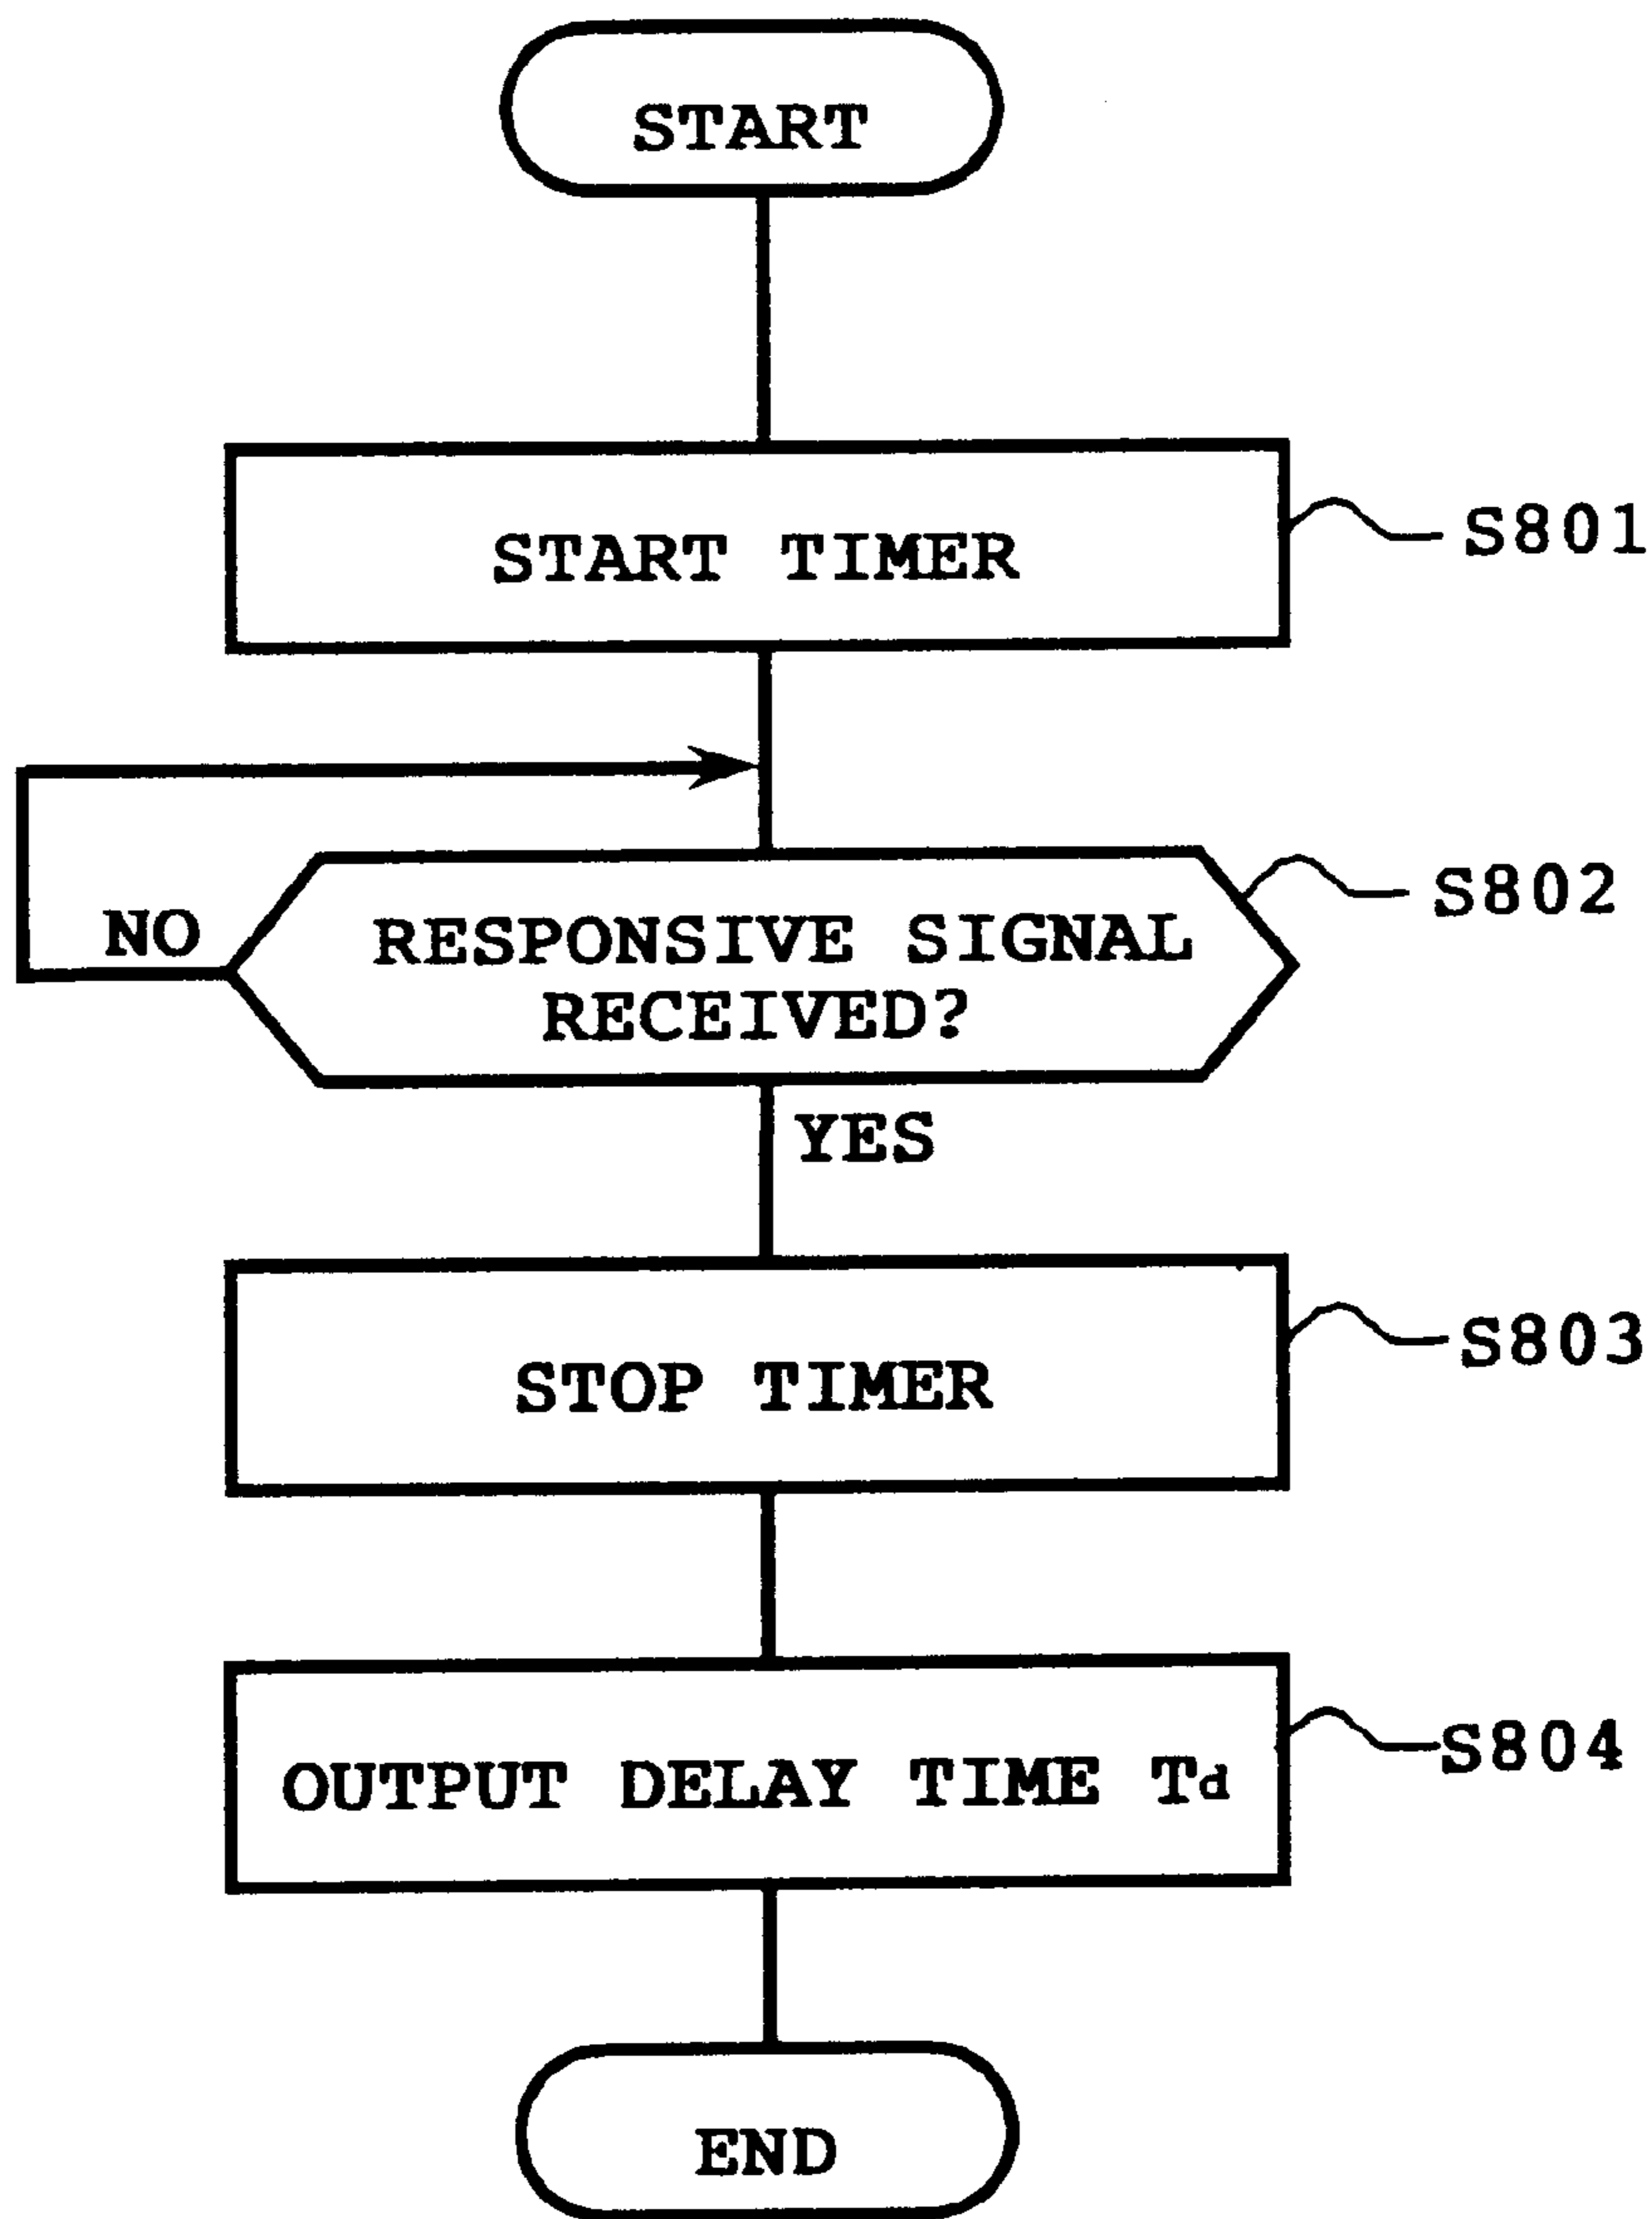 START
START TIMER
S801
S802
NO
RESPONSIVE SIGNAL
RECEIVED?
YES
S803
STOP TIMER
S804
OUTPUT DELAY TIME Td
END